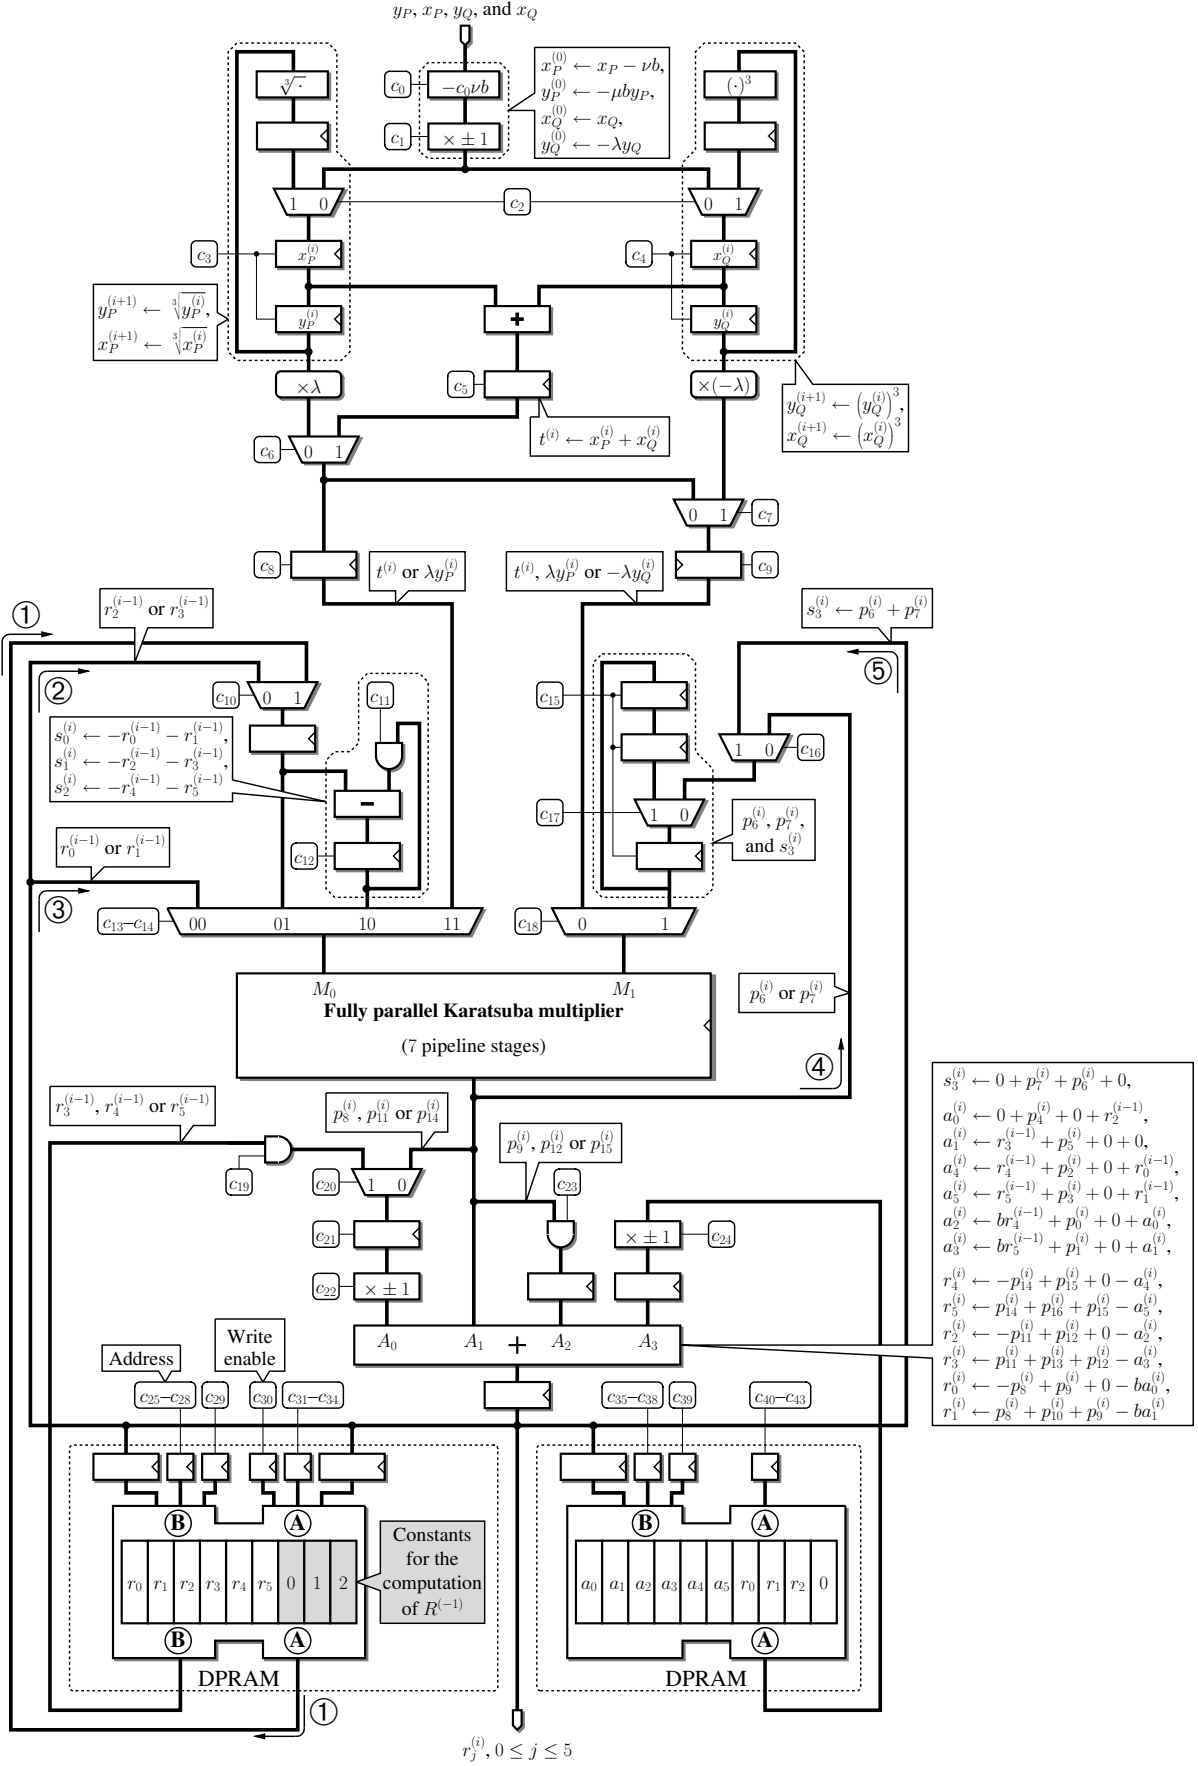 y_P, x_P, y_Q, and x_Q
∛·
c_0
−c_0νb
x_P^{(0)} ← x_P − νb,
y_P^{(0)} ← −μby_P,
x_Q^{(0)} ← x_Q,
y_Q^{(0)} ← −λy_Q
(·)^3
c_1
× ± 1
1 0
c_2
0 1
c_3
x_P^{(i)}
c_4
x_Q^{(i)}
y_P^{(i+1)} ← ∛(y_P^{(i)}),
x_P^{(i+1)} ← ∛(x_P^{(i)})
y_P^{(i)}
+
y_Q^{(i)}
×λ
c_5
×(−λ)
y_Q^{(i+1)} ← (y_Q^{(i)})^3,
x_Q^{(i+1)} ← (x_Q^{(i)})^3
t^{(i)} ← x_P^{(i)} + x_Q^{(i)}
c_6
0 1
0 1
c_7
c_8
t^{(i)} or λy_P^{(i)}
t^{(i)}, λy_P^{(i)} or −λy_Q^{(i)}
c_9
①
r_2^{(i−1)} or r_3^{(i−1)}
s_3^{(i)} ← p_6^{(i)} + p_7^{(i)}
②
⑤
c_10
0 1
c_11
c_15
s_0^{(i)} ← −r_0^{(i−1)} − r_1^{(i−1)},
s_1^{(i)} ← −r_2^{(i−1)} − r_3^{(i−1)},
s_2^{(i)} ← −r_4^{(i−1)} − r_5^{(i−1)}
1 0
c_16
−
c_17
1 0
p_6^{(i)}, p_7^{(i)},
and s_3^{(i)}
r_0^{(i−1)} or r_1^{(i−1)}
c_12
③
c_13−c_14
00 01 10 11
c_18
0 1
M_0 M_1
Fully parallel Karatsuba multiplier
(7 pipeline stages)
p_6^{(i)} or p_7^{(i)}
④
r_3^{(i−1)}, r_4^{(i−1)} or r_5^{(i−1)}
p_8^{(i)}, p_11^{(i)} or p_14^{(i)}
p_9^{(i)}, p_12^{(i)} or p_15^{(i)}
c_19
c_20
1 0
c_23
c_21
× ± 1
c_24
c_22
× ± 1
A_0 A_1 + A_2 A_3
s_3^{(i)} ← 0 + p_7^{(i)} + p_6^{(i)} + 0,
a_0^{(i)} ← 0 + p_4^{(i)} + 0 + r_2^{(i−1)},
a_1^{(i)} ← r_3^{(i−1)} + p_5^{(i)} + 0 + 0,
a_4^{(i)} ← r_4^{(i−1)} + p_2^{(i)} + 0 + r_0^{(i−1)},
a_5^{(i)} ← r_5^{(i−1)} + p_3^{(i)} + 0 + r_1^{(i−1)},
a_2^{(i)} ← br_4^{(i−1)} + p_0^{(i)} + 0 + a_0^{(i)},
a_3^{(i)} ← br_5^{(i−1)} + p_1^{(i)} + 0 + a_1^{(i)},
r_4^{(i)} ← −p_14^{(i)} + p_15^{(i)} + 0 − a_4^{(i)},
r_5^{(i)} ← p_14^{(i)} + p_16^{(i)} + p_15^{(i)} − a_5^{(i)},
r_2^{(i)} ← −p_11^{(i)} + p_12^{(i)} + 0 − a_2^{(i)},
r_3^{(i)} ← p_11^{(i)} + p_13^{(i)} + p_12^{(i)} − a_3^{(i)},
r_0^{(i)} ← −p_8^{(i)} + p_9^{(i)} + 0 − ba_0^{(i)},
r_1^{(i)} ← p_8^{(i)} + p_10^{(i)} + p_9^{(i)} − ba_1^{(i)}
Address
Write
enable
c_25−c_28
c_29
c_30
c_31−c_34
c_35−c_38
c_39
c_40−c_43
B A
B A
r_0 r_1 r_2 r_3 r_4 r_5 0 1 2
Constants
for the
computation
of R^{(−1)}
a_0 a_1 a_2 a_3 a_4 a_5 r_0 r_1 r_2 0
B A
A
DPRAM
DPRAM
①
r_j^{(i)}, 0 ≤ j ≤ 5